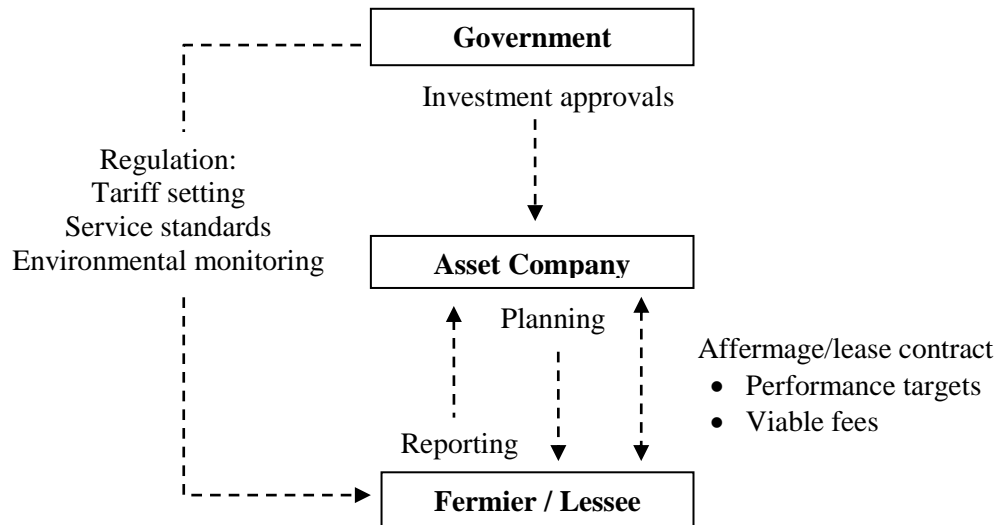 Government
Investment approvals
Regulation:
Tariff setting
Service standards
Environmental monitoring
Asset Company
Planning
Affermage/lease contract
• Performance targets
• Viable fees
Reporting
Fermier / Lessee